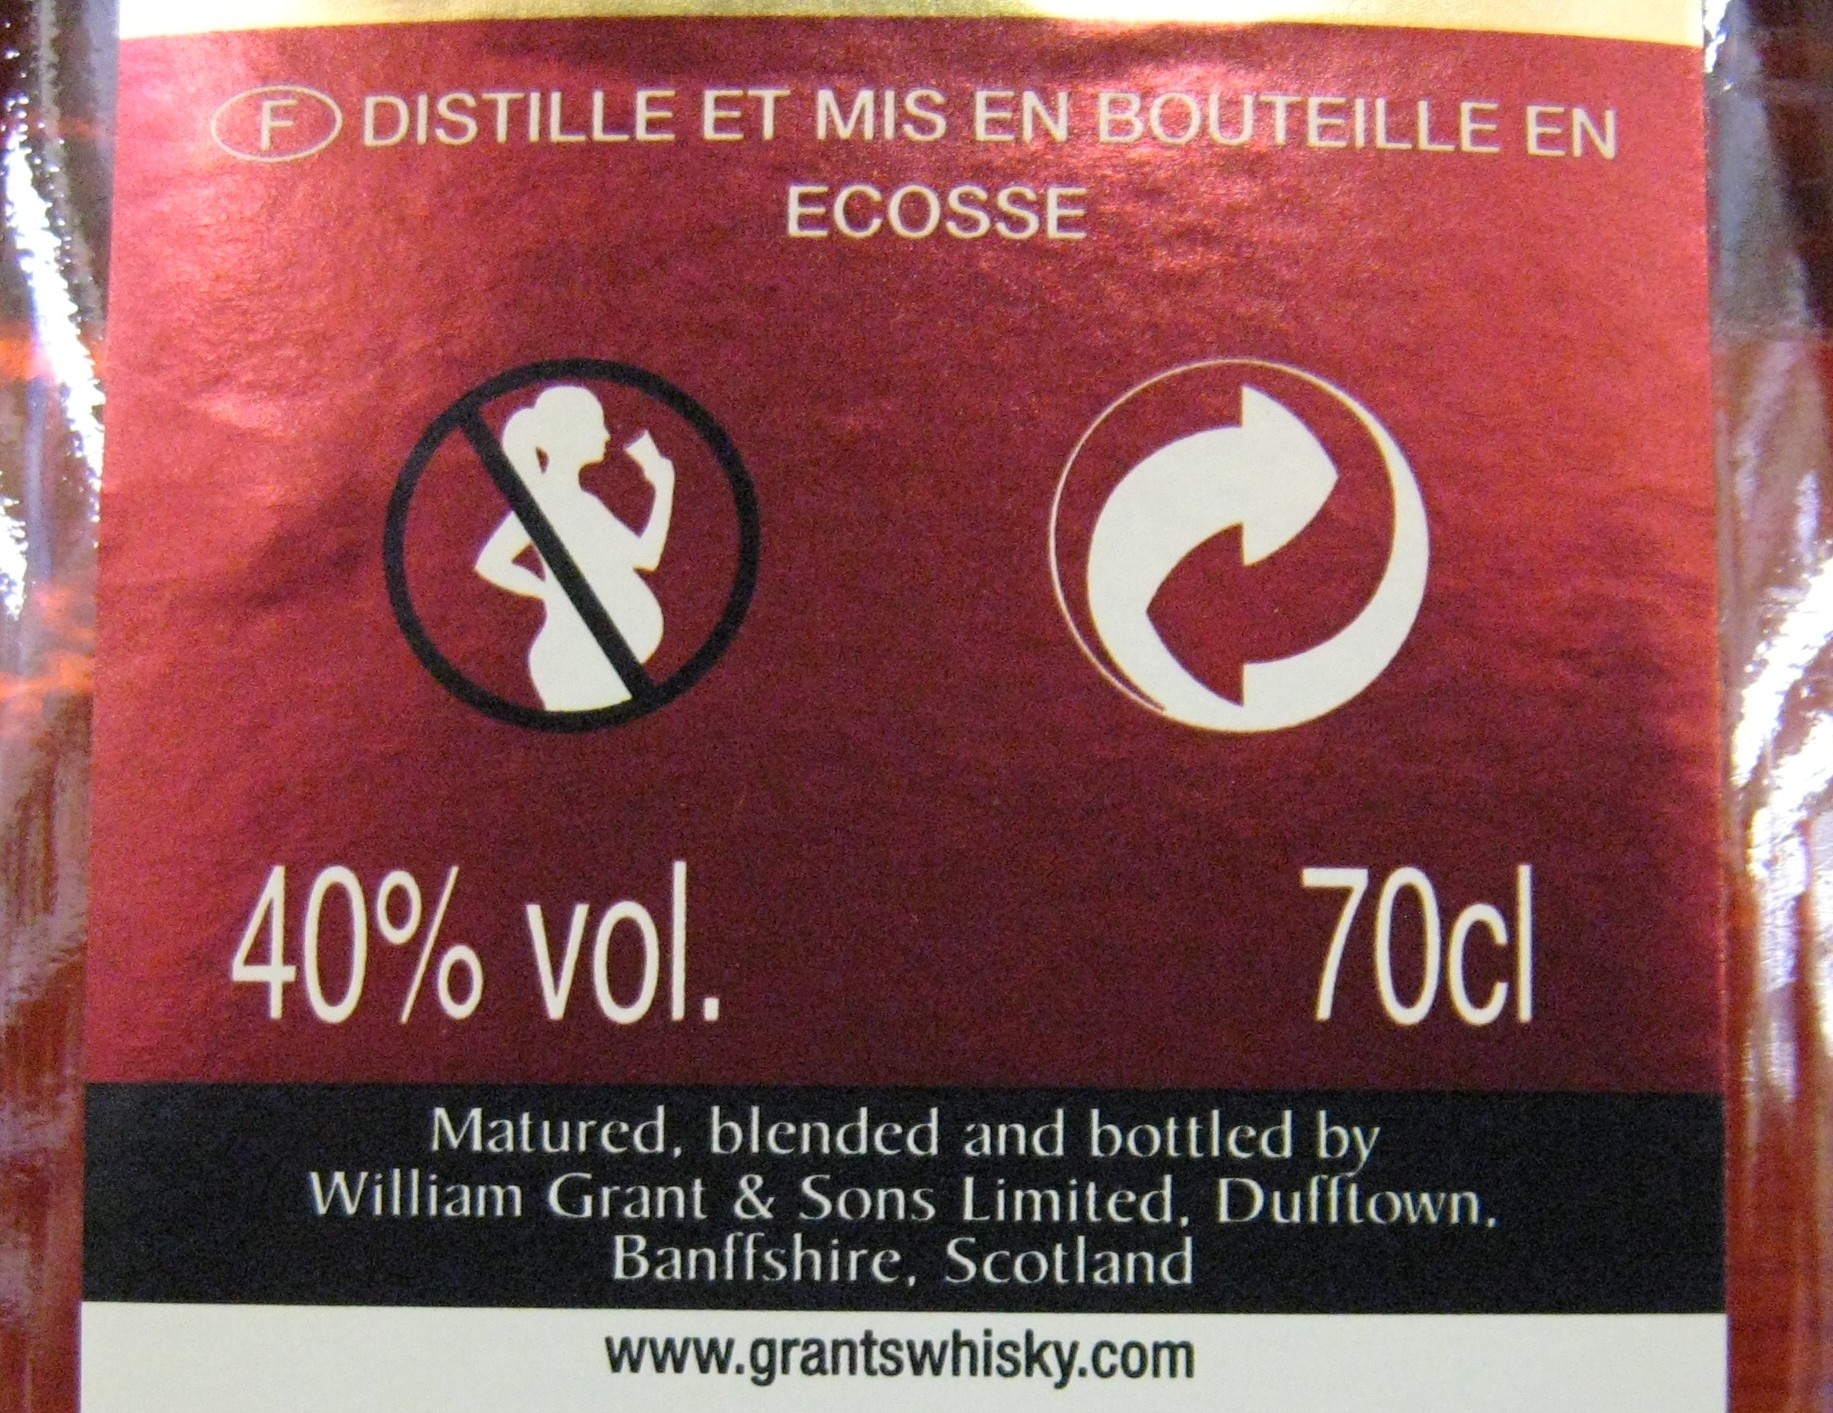 F DISTILLE ET MIS EN BOUTEILLE EN
ECOSSE
40% vol. 70cl
Matured, blended and bottled by
William Grant & Sons Limited, Dufftown,
Banffshire, Scotland
www.grantswhisky.com